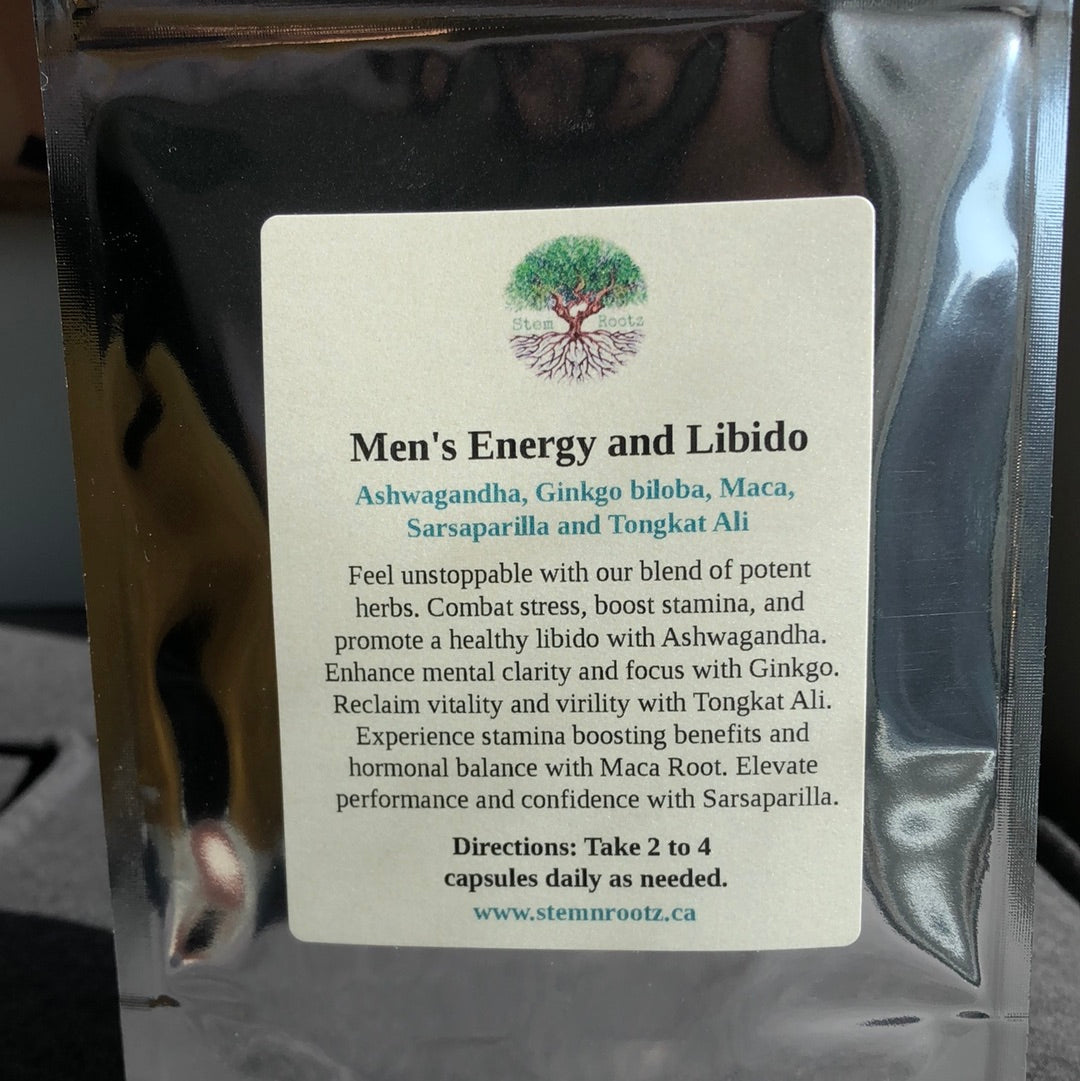 Stem Rootz
Men's Energy and Libido
Ashwagandha, Ginkgo biloba, Maca,
Sarsaparilla and Tongkat Ali
Feel unstoppable with our blend of potent
herbs. Combat stress, boost stamina, and
promote a healthy libido with Ashwagandha.
Enhance mental clarity and focus with Ginkgo.
Reclaim vitality and virility with Tongkat Ali.
Experience stamina boosting benefits and
hormonal balance with Maca Root. Elevate
performance and confidence with Sarsaparilla.
Directions: Take 2 to 4
capsules daily as needed.
www.stemnrootz.ca